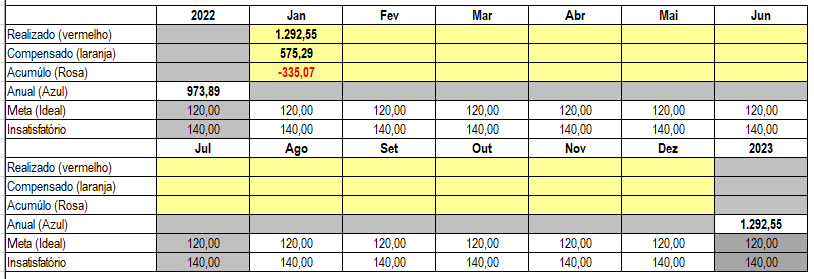 2022 Jan Fev Mar Abr Mai Jun
Realizado (vermelho) 1.292,55
Compensado (laranja) 575,29
Acumúlo (Rosa) -335,07
Anual (Azul) 973,89
Meta (Ideal) 120,00 120,00 120,00 120,00 120,00 120,00 120,00
Insatisfatório 140,00 140,00 140,00 140,00 140,00 140,00 140,00
Jul Ago Set Out Nov Dez 2023
Realizado (vermelho)
Compensado (laranja)
Acumúlo (Rosa)
Anual (Azul) 1.292,55
Meta (Ideal) 120,00 120,00 120,00 120,00 120,00 120,00 120,00
Insatisfatório 140,00 140,00 140,00 140,00 140,00 140,00 140,00